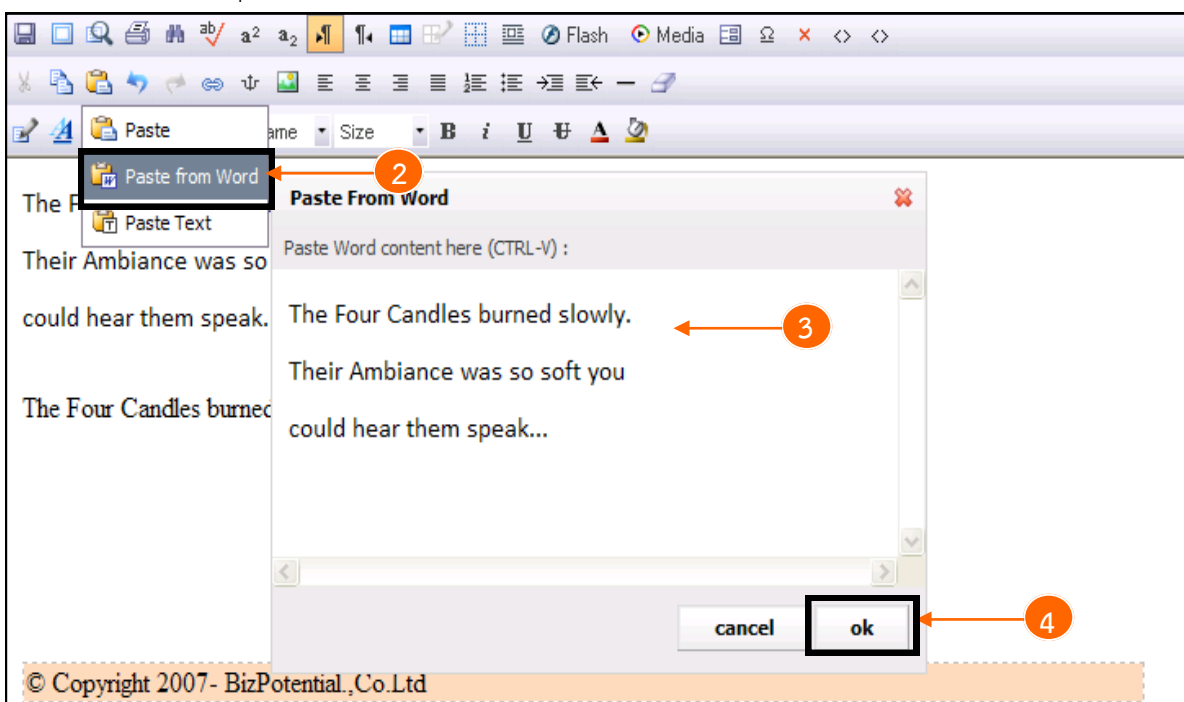 Flash Media Ω
Paste
ame Size B i U
Paste from Word
2
Paste Text
The F
Their Ambiance was so
could hear them speak.
The Four Candles burned
Paste From Word
Paste Word content here (CTRL-V) :
The Four Candles burned slowly.
3
Their Ambiance was so soft you
could hear them speak...
cancel ok
4
© Copyright 2007- BizPotential.,Co.Ltd